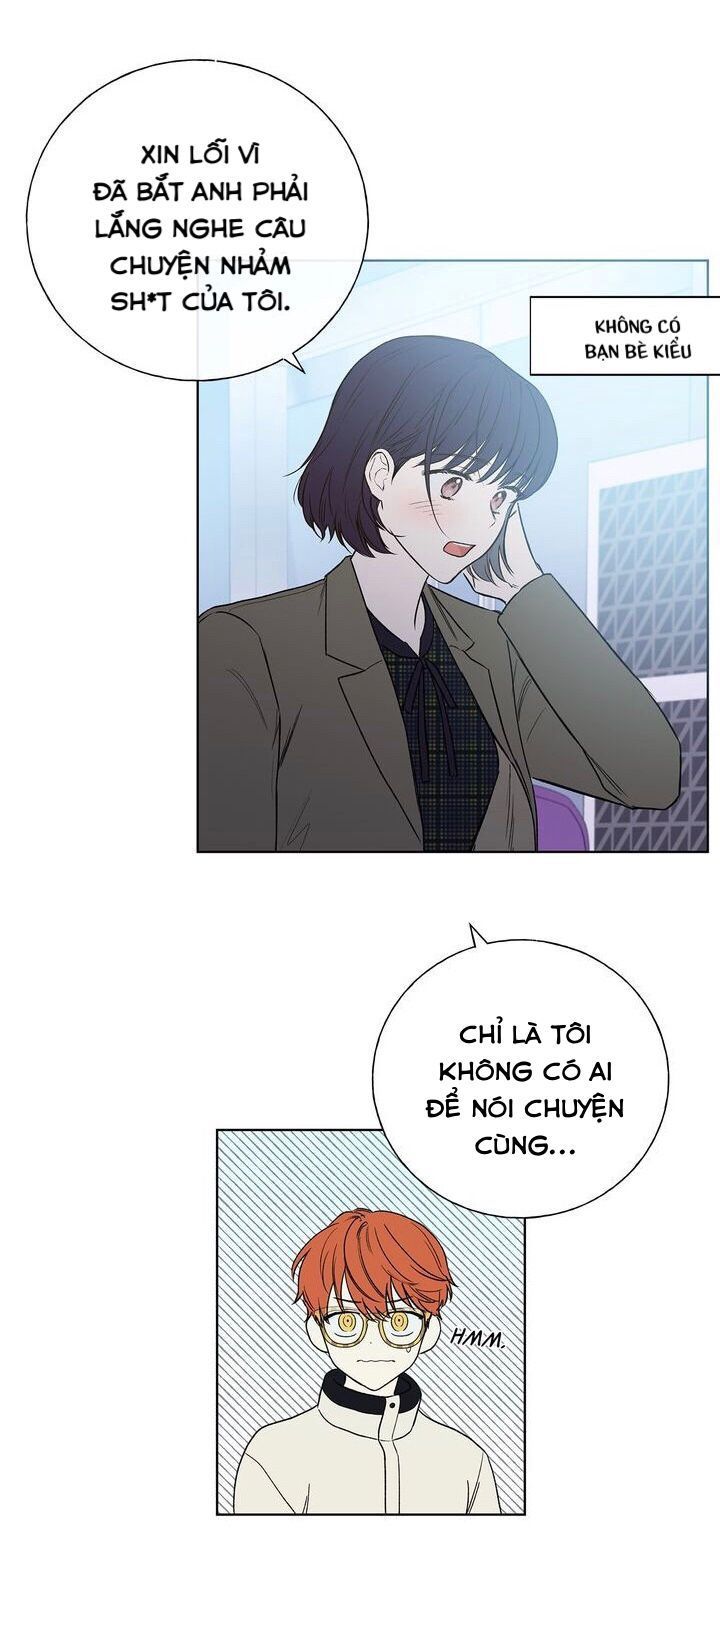 XIN LỖI VÌ
ĐÃ BẮT ANH PHẢI
LẮNG NGHE CÂU
CHUYỆN NHẢM
SH*T CỦA TÔI.
KHÔNG CÓ
BẠN BÈ KIỂU
CHỈ LÀ TÔI
KHÔNG CÓ AI
ĐỂ NÓI CHUYỆN
CÙNG...
HMM.